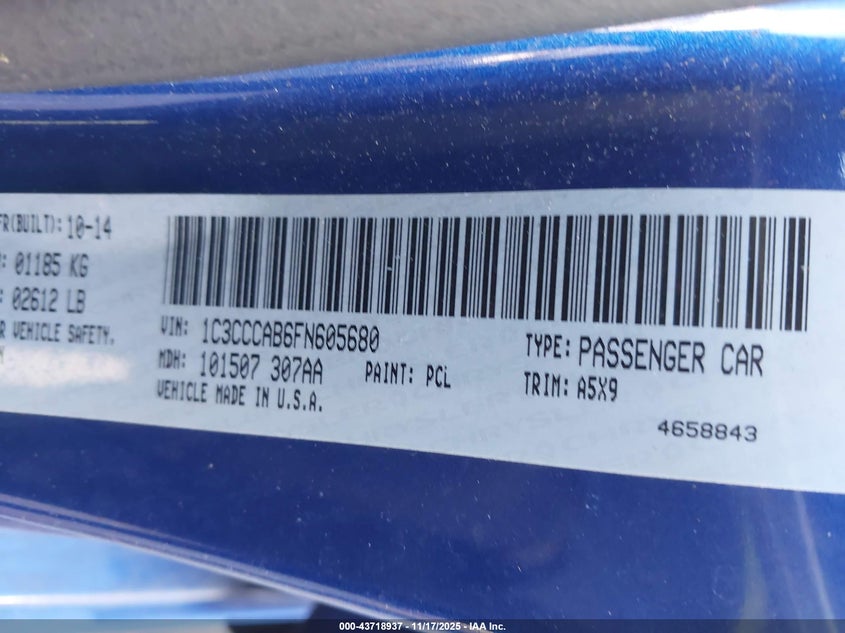 FR(BUILT): 10-14
: 01185 KG
: 02612 LB
R VEHICLE SAFETY.
N
VIN: 1C3CCCAB6FN605680
MDH: 101507 307AA
PAINT: PCL
VEHICLE MADE IN U.S.A.
TYPE: PASSENGER CAR
TRIM: A5X9
4658843
000-43718937 - 11/17/2025 - IAA Inc.